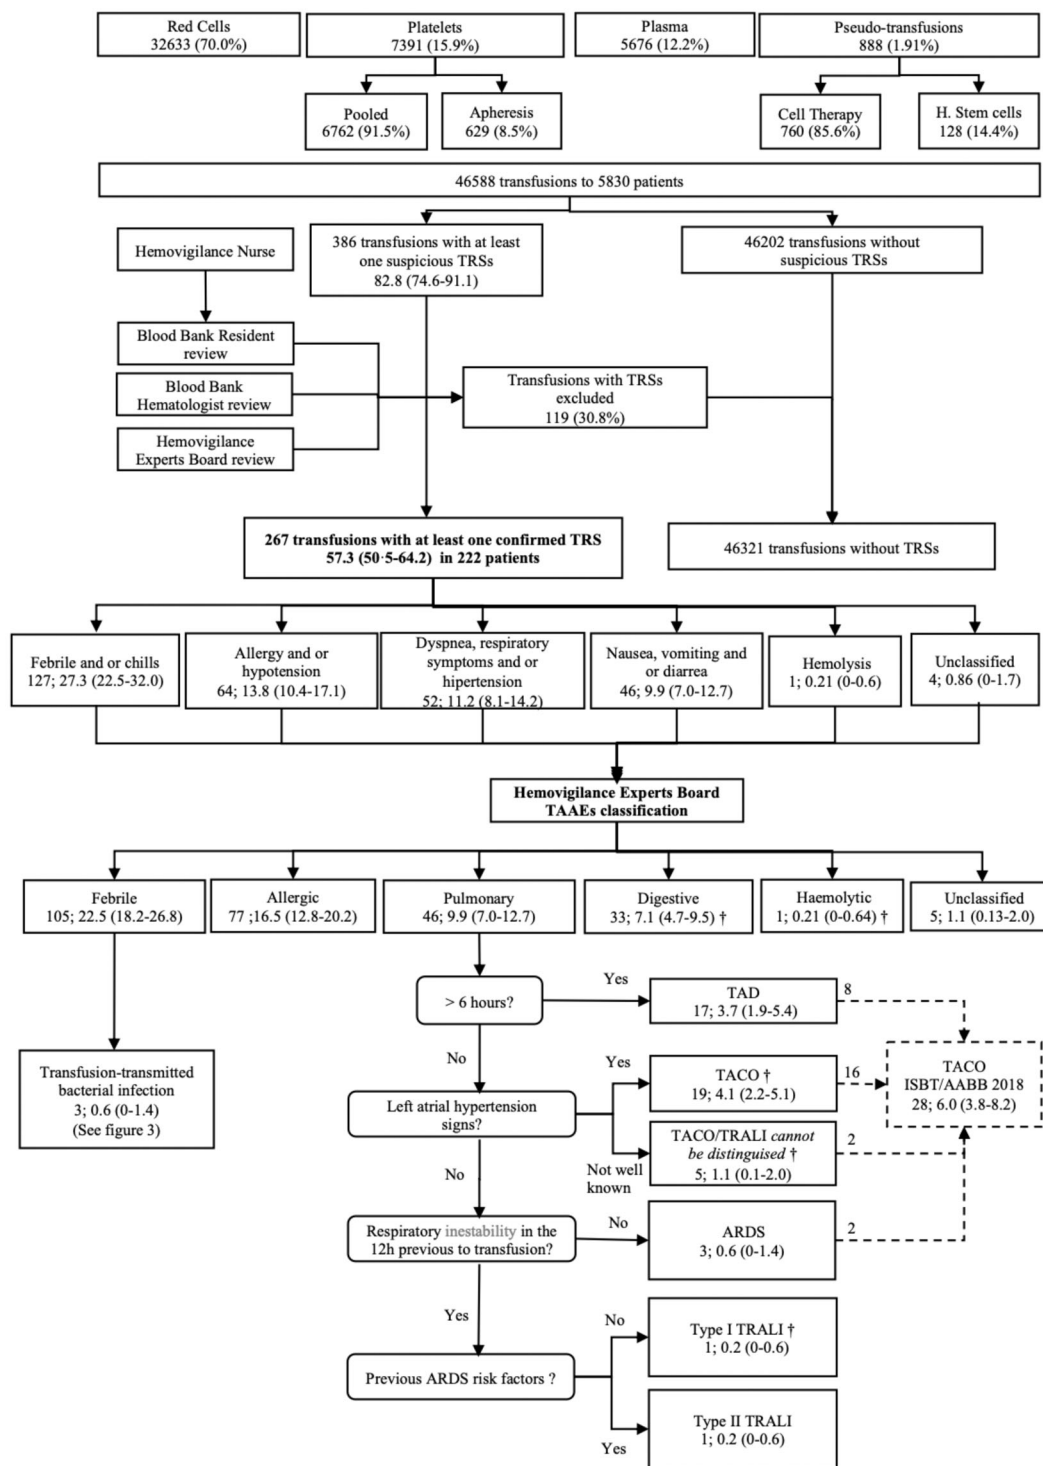 Red Cells
32633 (70.0%)
Platelets
7391 (15.9%)
Plasma
5676 (12.2%)
Pseudo-transfusions
888 (1.91%)
Pooled
6762 (91.5%)
Apheresis
629 (8.5%)
Cell Therapy
760 (85.6%)
H. Stem cells
128 (14.4%)
46588 transfusions to 5830 patients
Hemovigilance Nurse
386 transfusions with at least
one suspicious TRSs
82.8 (74.6-91.1)
46202 transfusions without
suspicious TRSs
Blood Bank Resident
review
Blood Bank
Hematologist review
Hemovigilance
Experts Board review
Transfusions with TRSs
excluded
119 (30.8%)
267 transfusions with at least one confirmed TRS
57.3 (50·5-64.2) in 222 patients
46321 transfusions without TRSs
Febrile and or chills
127; 27.3 (22.5-32.0)
Allergy and or
hypotension
64; 13.8 (10.4-17.1)
Dyspnea, respiratory
symptoms and or
hipertension
52; 11.2 (8.1-14.2)
Nausea, vomiting and
or diarrea
46; 9.9 (7.0-12.7)
Hemolysis
1; 0.21 (0-0.6)
Unclassified
4; 0.86 (0-1.7)
Hemovigilance Experts Board
TAAEs classification
Febrile
105; 22.5 (18.2-26.8)
Allergic
77 ;16.5 (12.8-20.2)
Pulmonary
46; 9.9 (7.0-12.7)
Digestive
33; 7.1 (4.7-9.5) †
Haemolytic
1; 0.21 (0-0.64) †
Unclassified
5; 1.1 (0.13-2.0)
> 6 hours?
Yes
TAD
17; 3.7 (1.9-5.4)
8
No
Transfusion-transmitted
bacterial infection
3; 0.6 (0-1.4)
(See figure 3)
Left atrial hypertension
signs?
Yes
TACO †
19; 4.1 (2.2-5.1)
16
TACO
ISBT/AABB 2018
28; 6.0 (3.8-8.2)
Not well
known
TACO/TRALI cannot
be distinguised †
5; 1.1 (0.1-2.0)
2
No
Respiratory inestability in the
12h previous to transfusion?
No
ARDS
3; 0.6 (0-1.4)
2
Yes
Previous ARDS risk factors ?
No
Type I TRALI †
1; 0.2 (0-0.6)
Yes
Type II TRALI
1; 0.2 (0-0.6)